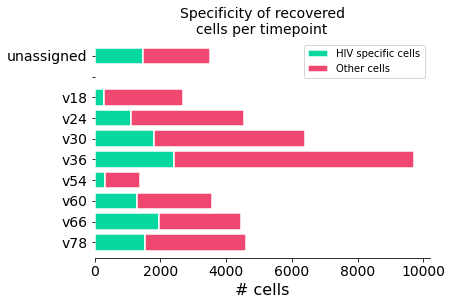 Specificity of recovered
cells per timepoint
HIV specific cells
Other cells
unassigned
v18
v24
v30
v36
v54
v60
v66
v78
0 2000 4000 6000 8000 10000
# cells